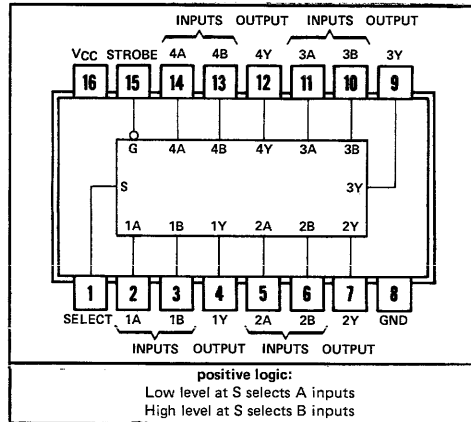 INPUTS OUTPUT INPUTS OUTPUT
VCC STROBE 4A 4B 4Y 3A 3B 3Y
16 15 14 13 12 11 10 9
G 4A 4B 4Y 3A 3B
S 3Y
1A 1B 1Y 2A 2B 2Y
1 2 3 4 5 6 7 8
SELECT 1A 1B 1Y 2A 2B 2Y GND
INPUTS OUTPUT INPUTS OUTPUT
positive logic:
Low level at S selects A inputs
High level at S selects B inputs